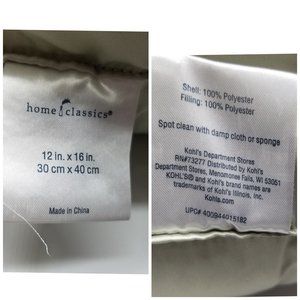 home classics®
12 in. x 16 in.
30 cm x 40 cm
Made in China
Shell: 100% Polyester
Filling: 100% Polyester
Spot clean with damp cloth or sponge
Kohl's Department Stores
RN#73277 Distributed by Kohl's
Department Stores, Menomonee Falls, WI 53051
KOHL'S® and Kohl's brand names are
trademarks of Kohl's Illinois, Inc.
Kohls.com
UPC# 400944015182